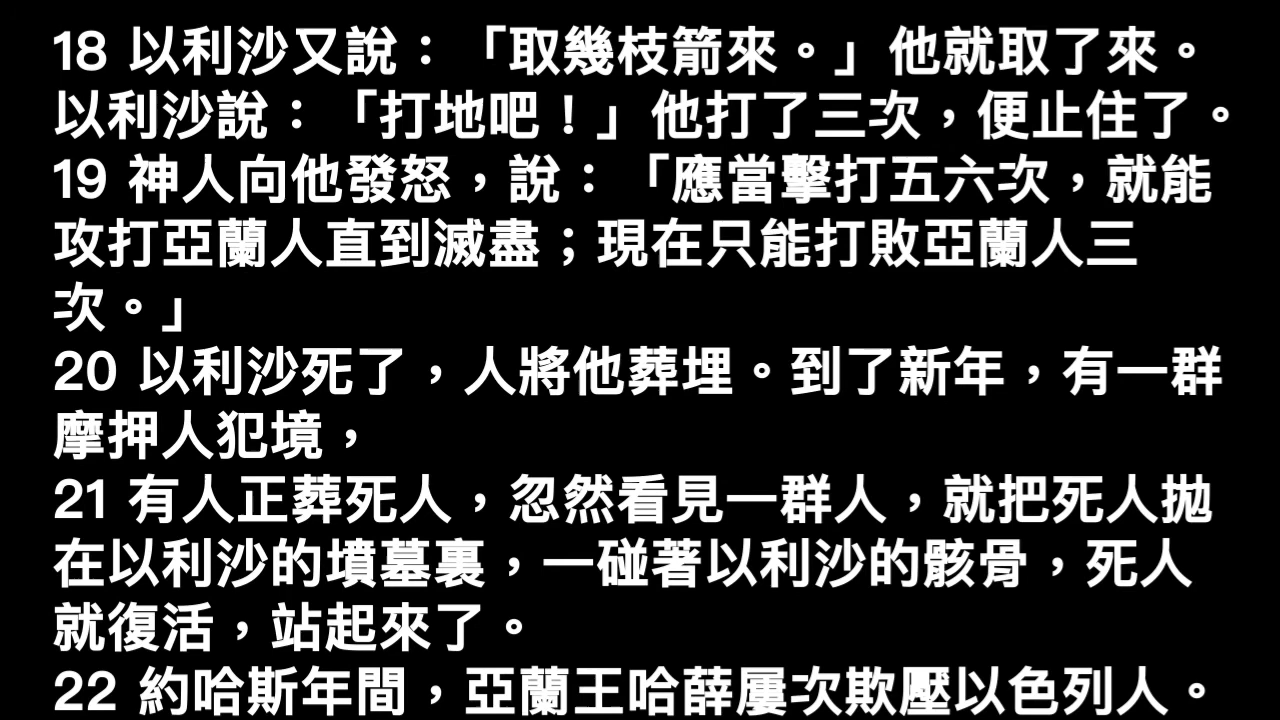 18 以利沙又說：「取幾枝箭來。」他就取了來。
以利沙說：「打地吧！」他打了三次，便止住了。
19 神人向他發怒，說：「應當擊打五六次，就能
攻打亞蘭人直到滅盡；現在只能打敗亞蘭人三
次。」
20 以利沙死了，人將他葬埋。到了新年，有一群
摩押人犯境，
21 有人正葬死人，忽然看見一群人，就把死人拋
在以利沙的墳墓裏，一碰著以利沙的骸骨，死人
就復活，站起來了。
22 約哈斯年間，亞蘭王哈薛屢次欺壓以色列人。